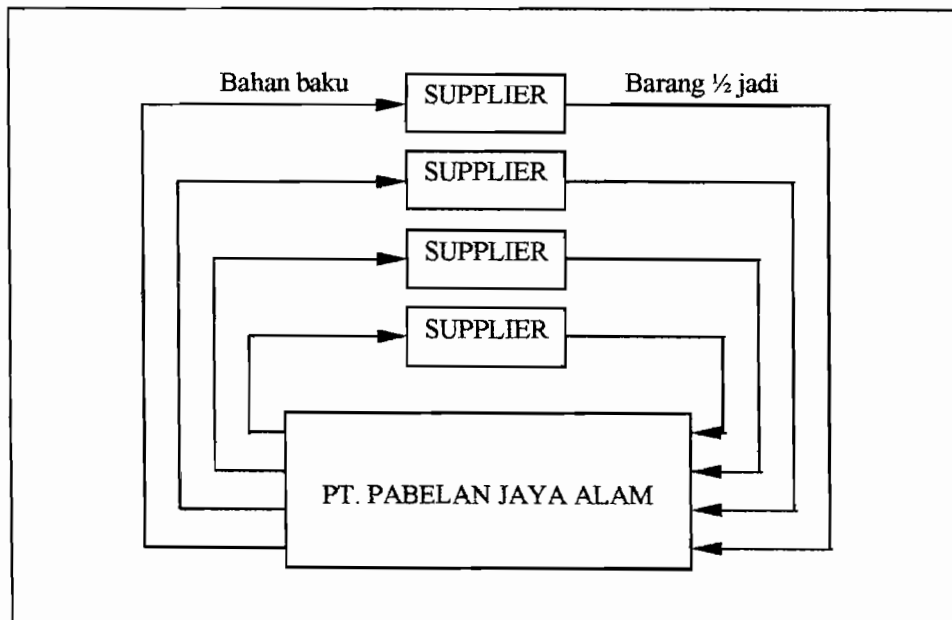 Bahan baku
SUPPLIER
Barang ½ jadi
SUPPLIER
SUPPLIER
SUPPLIER
PT. PABELAN JAYA ALAM